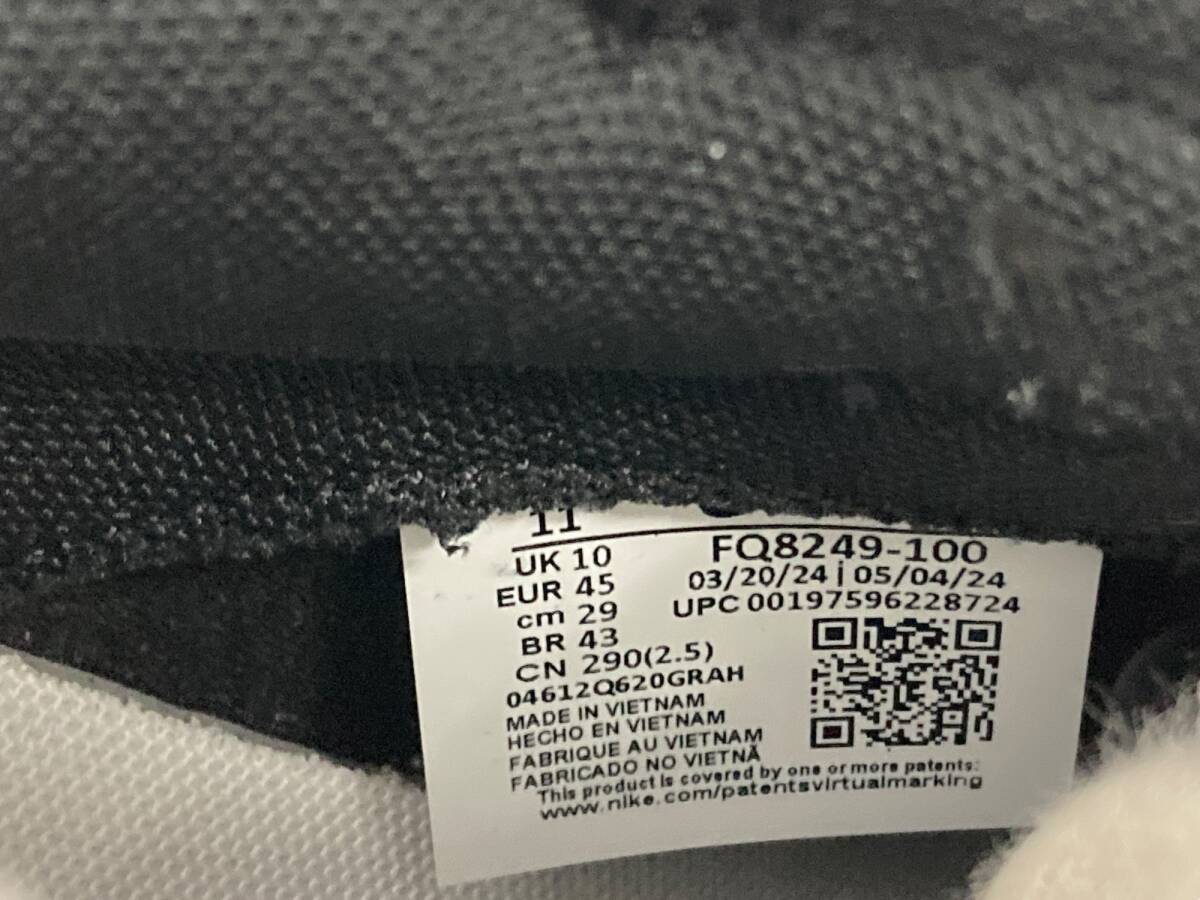 11
UK 10
EUR 45
cm 29
BR 43
CN 290(2.5)
04612Q620GRAH
MADE IN VIETNAM
HECHO EN VIETNAM
FABRIQUE AU VIETNAM
FABRICADO NO VIETNÃ
FQ8249-100
03/20/24 | 05/04/24
UPC 00197596228724
This product is covered by one or more patents:
www.nike.com/patentsvirtualmarking